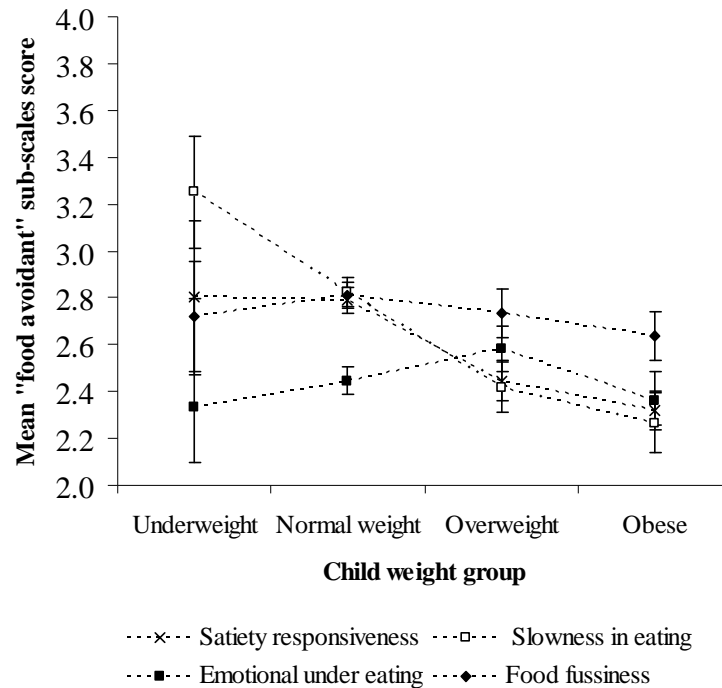 Mean "food avoidant" sub-scales score
4.0
3.8
3.6
3.4
3.2
3.0
2.8
2.6
2.4
2.2
2.0
Underweight Normal weight Overweight Obese
Child weight group
Satiety responsiveness Slowness in eating
Emotional under eating Food fussiness